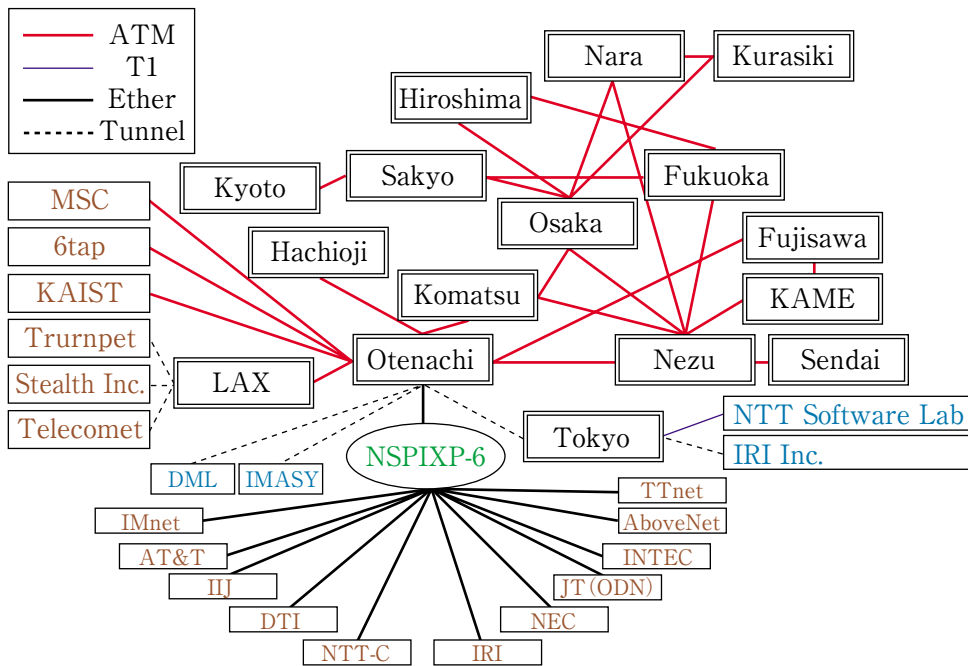 ATM
T1
Ether
Tunnel
Nara
Kurasiki
Hiroshima
Kyoto
Sakyo
Fukuoka
MSC
Osaka
6tap
Hachioji
Fujisawa
KAIST
Komatsu
KAME
Trurnpet
Otenachi
Nezu
Sendai
Stealth Inc.
LAX
Telecomet
Tokyo
NTT Software Lab
NSPIXP-6
IRI Inc.
DML
IMASY
TTnet
IMnet
AboveNet
AT&T
INTEC
IIJ
JT(ODN)
DTI
NEC
NTT-C
IRI